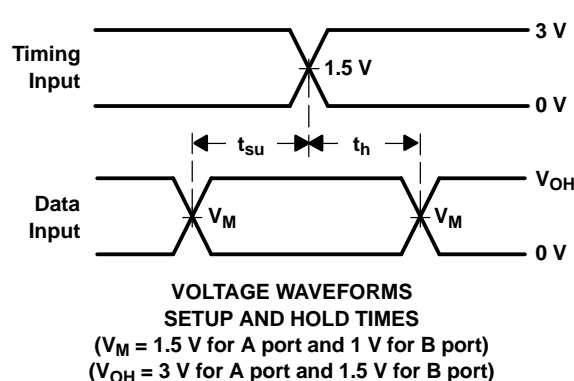 3 V
Timing
Input
1.5 V
0 V
tsu
th
VOH
Data
Input
VM
VM
0 V
VOLTAGE WAVEFORMS
SETUP AND HOLD TIMES
(VM = 1.5 V for A port and 1 V for B port)
(VOH = 3 V for A port and 1.5 V for B port)